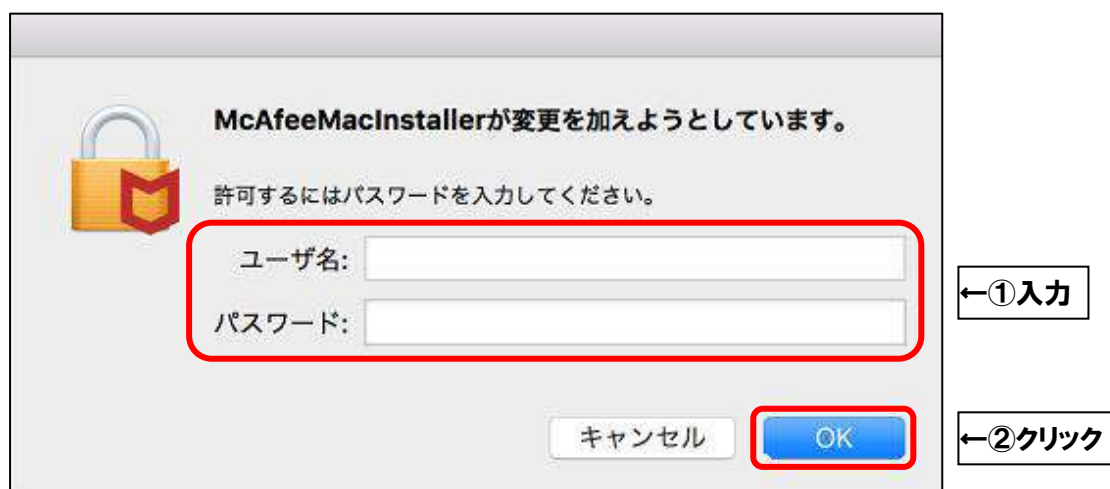 McAfeeMacInstallerが変更を加えようとしています。
許可するにはパスワードを入力してください。
ユーザ名:
←①入力
パスワード:
キャンセル
OK
←②クリック